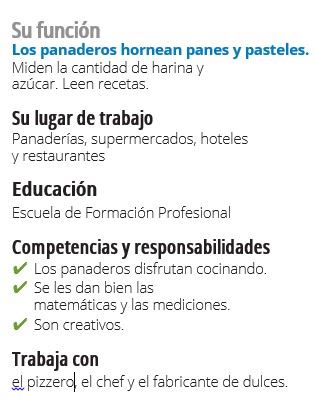 Su función
Los panaderos hornean panes y pasteles.
Miden la cantidad de harina y
azúcar. Leen recetas.
Su lugar de trabajo
Panaderías, supermercados, hoteles
y restaurantes
Educación
Escuela de Formación Profesional
Competencias y responsabilidades
✔ Los panaderos disfrutan cocinando.
✔ Se les dan bien las
matemáticas y las mediciones.
✔ Son creativos.
Trabaja con
el pizzero, el chef y el fabricante de dulces.